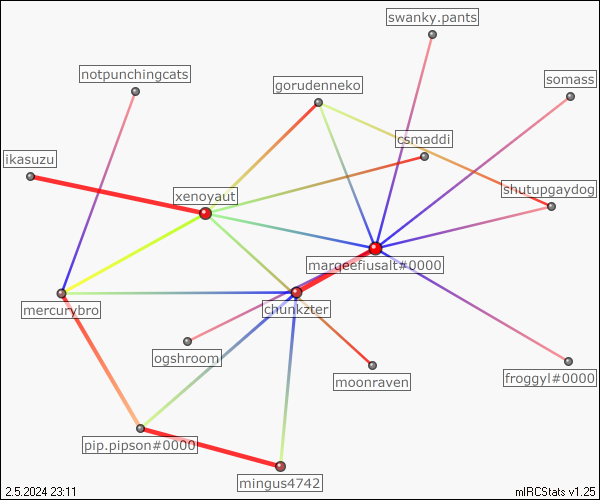 swanky.pants
notpunchingcats
somass
gorudenneko
csmaddi
ikasuzu
xenoyaut
shutupgaydog
margeefiusalt#0000
mercurybro
chunkzter
ogshroom
moonraven
froggyl#0000
pip.pipson#0000
mingus4742
2.5.2024 23:11
mIRCStats v1.25